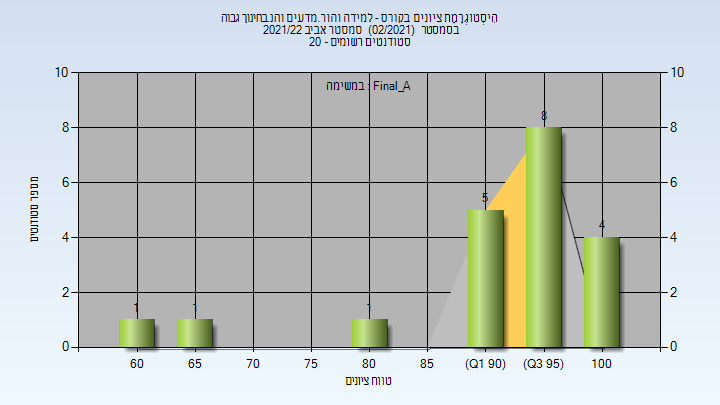 היסטוגרמת ציונים בקורס - למידה והור.מדעים והנ.בחינוך גבוה
בסמסטר (02/2021) סמסטר אביב 2021/22
סטודנטים רשומים - 20
במשימה : Final_A
מספר סטודנטים
10 10
8 8
6 6
4 4
2 2
0 0
1 1 1 5 8 4
60 65 70 75 80 85 (Q1 90) (Q3 95) 100
טווח ציונים